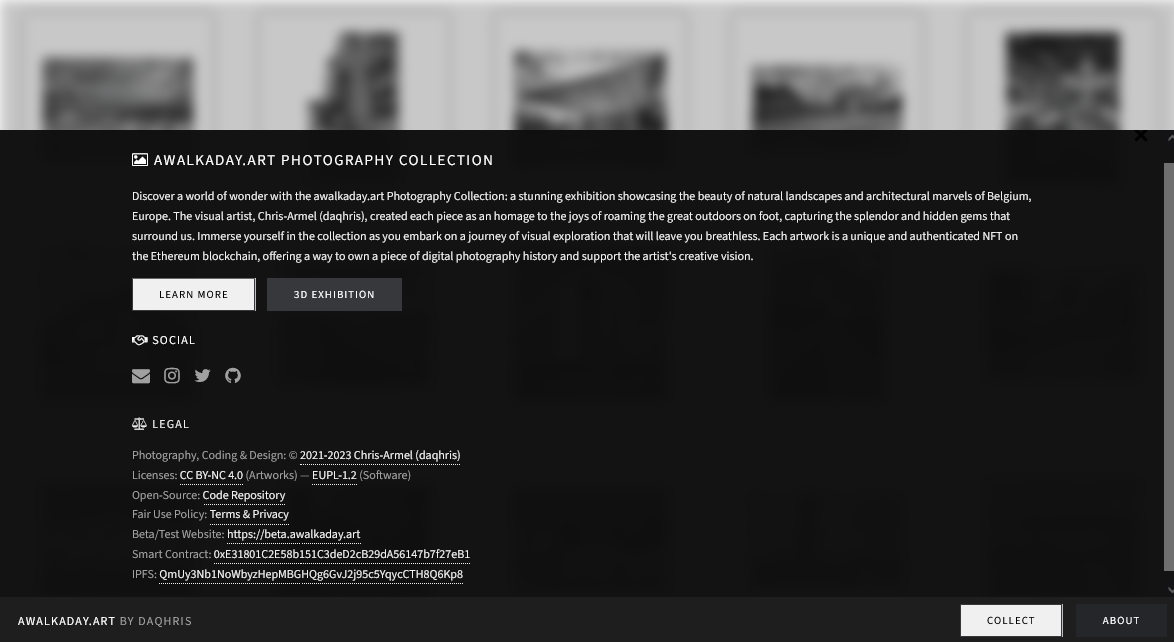 AWALKADAY.ART PHOTOGRAPHY COLLECTION
Discover a world of wonder with the awalkaday.art Photography Collection: a stunning exhibition showcasing the beauty of natural landscapes and architectural marvels of Belgium,
Europe. The visual artist, Chris-Armel (daqhris), created each piece as an homage to the joys of roaming the great outdoors on foot, capturing the splendor and hidden gems that
surround us. Immerse yourself in the collection as you embark on a journey of visual exploration that will leave you breathless. Each artwork is a unique and authenticated NFT on
the Ethereum blockchain, offering a way to own a piece of digital photography history and support the artist's creative vision.
LEARN MORE 3D EXHIBITION
SOCIAL
LEGAL
Photography, Coding & Design: © 2021-2023 Chris-Armel (daqhris)
Licenses: CC BY-NC 4.0 (Artworks) — EUPL-1.2 (Software)
Open-Source: Code Repository
Fair Use Policy: Terms & Privacy
Beta/Test Website: https://beta.awalkaday.art
Smart Contract: 0xE31801C2E58b151C3deD2cB29dA56147b7f27eB1
IPFS: QmUy3Nb1NoWbyzHepMBGHQg6GvJ2j95c5YqycCTH8Q6Kp8
AWALKADAY.ART BY DAQHRIS COLLECT ABOUT